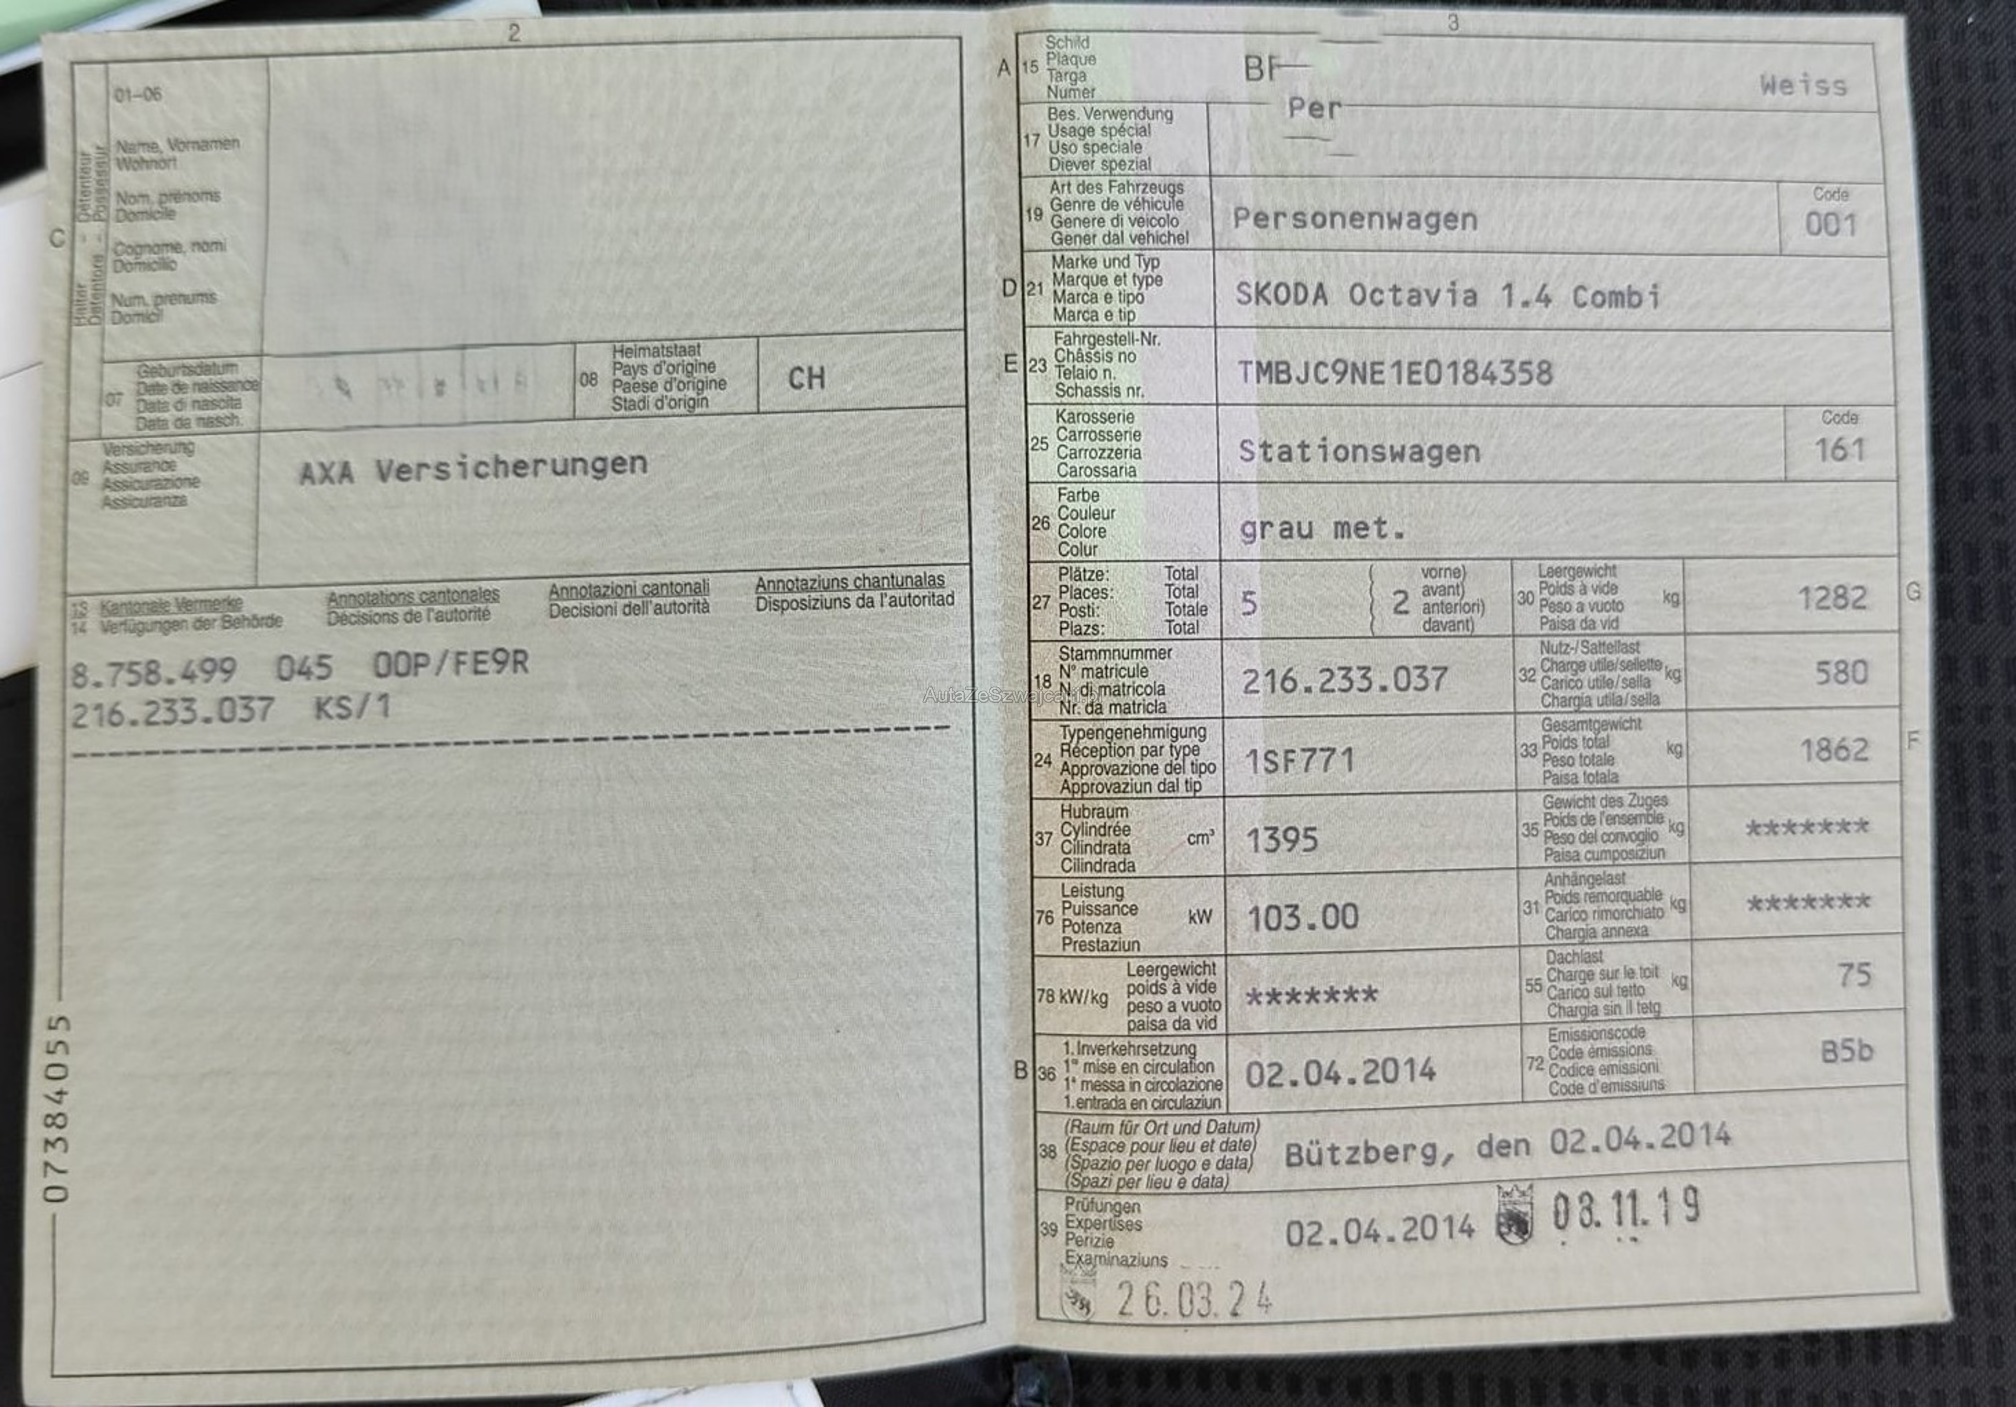 2
01-06
Name, Vornamen
Wohnort
Nom, prénoms
Domicile
Cognome, nomi
Domicilio
Num, prenums
Domicil
Halter - Détenteur
Detentore - Possessur
C
07
Geburtsdatum
Date de naissance
Data di nascita
Data da nasch.
08
Heimatstaat
Pays d'origine
Paese d'origine
Stadi d'origin
CH
09
Versicherung
Assurance
Assicurazione
Assicuranza
AXA Versicherungen
13 Kantonale Vermerke
14 Verfügungen der Behörde
Annotations cantonales
Décisions de l'autorité
Annotazioni cantonali
Decisioni dell'autorità
Annotaziuns chantunalas
Disposiziuns da l'autoritad
8.758.499 045 00P/FE9R
216.233.037 KS/1
07384055
3
A 15
Schild
Plaque
Targa
Numer
Weiss
Per
17
Bes. Verwendung
Usage spécial
Uso speciale
Diever spezial
19
Art des Fahrzeugs
Genre de véhicule
Genere di veicolo
Gener dal vehichel
Personenwagen
Code
001
D 21
Marke und Typ
Marque et type
Marca e tipo
Marca e tip
SKODA Octavia 1.4 Combi
E 23
Fahrgestell-Nr.
Châssis no
Telaio n.
Schassis nr.
TMBJC9NE1E0184358
25
Karosserie
Carrosserie
Carrozzeria
Carossaria
Stationswagen
Code
161
26
Farbe
Couleur
Colore
Colur
grau met.
27
Plätze: Total
Places: Total
Posti: Totale
Plazs: Total
5
2
vorne)
avant)
anteriori)
davant)
30
Leergewicht
Poids à vide
Peso a vuoto
Paisa da vid
kg
1282
G
18
Stammnummer
N° matricule
N. di matricola
Nr. da matricla
216.233.037
32
Nutz-/Sattellast
Charge utile/sellette
Carico utile/sella
Chargia utila/sella
kg
580
24
Typengenehmigung
Réception par type
Approvazione del tipo
Approvaziun dal tip
1SF771
33
Gesamtgewicht
Poids total
Peso totale
Paisa totala
kg
1862
F
37
Hubraum
Cylindrée
Cilindrata
Cilindrada
cm³
1395
35
Gewicht des Zuges
Poids de l'ensemble
Peso del convoglio
Paisa cumposiziun
kg
*******
76
Leistung
Puissance
Potenza
Prestaziun
kW
103.00
31
Anhängelast
Poids remorquable
Carico rimorchiato
Chargia annexa
kg
*******
78 kW/kg
Leergewicht
poids à vide
peso a vuoto
paisa da vid
*******
55
Dachlast
Charge sur le toit
Carico sul tetto
Chargia sin il tetg
kg
75
B 36
1. Inverkehrsetzung
1re mise en circulation
1a messa in circolazione
1. entrada en circulaziun
02.04.2014
72
Emissionscode
Code émissions
Codice emissioni
Code d'emissiuns
B5b
38
(Raum für Ort und Datum)
(Espace pour lieu et date)
(Spazio per luogo e data)
(Spazi per lieu e data)
Bützberg, den 02.04.2014
39
Prüfungen
Expertises
Perizie
Examinaziuns
02.04.2014
08.11.19
26.03.24